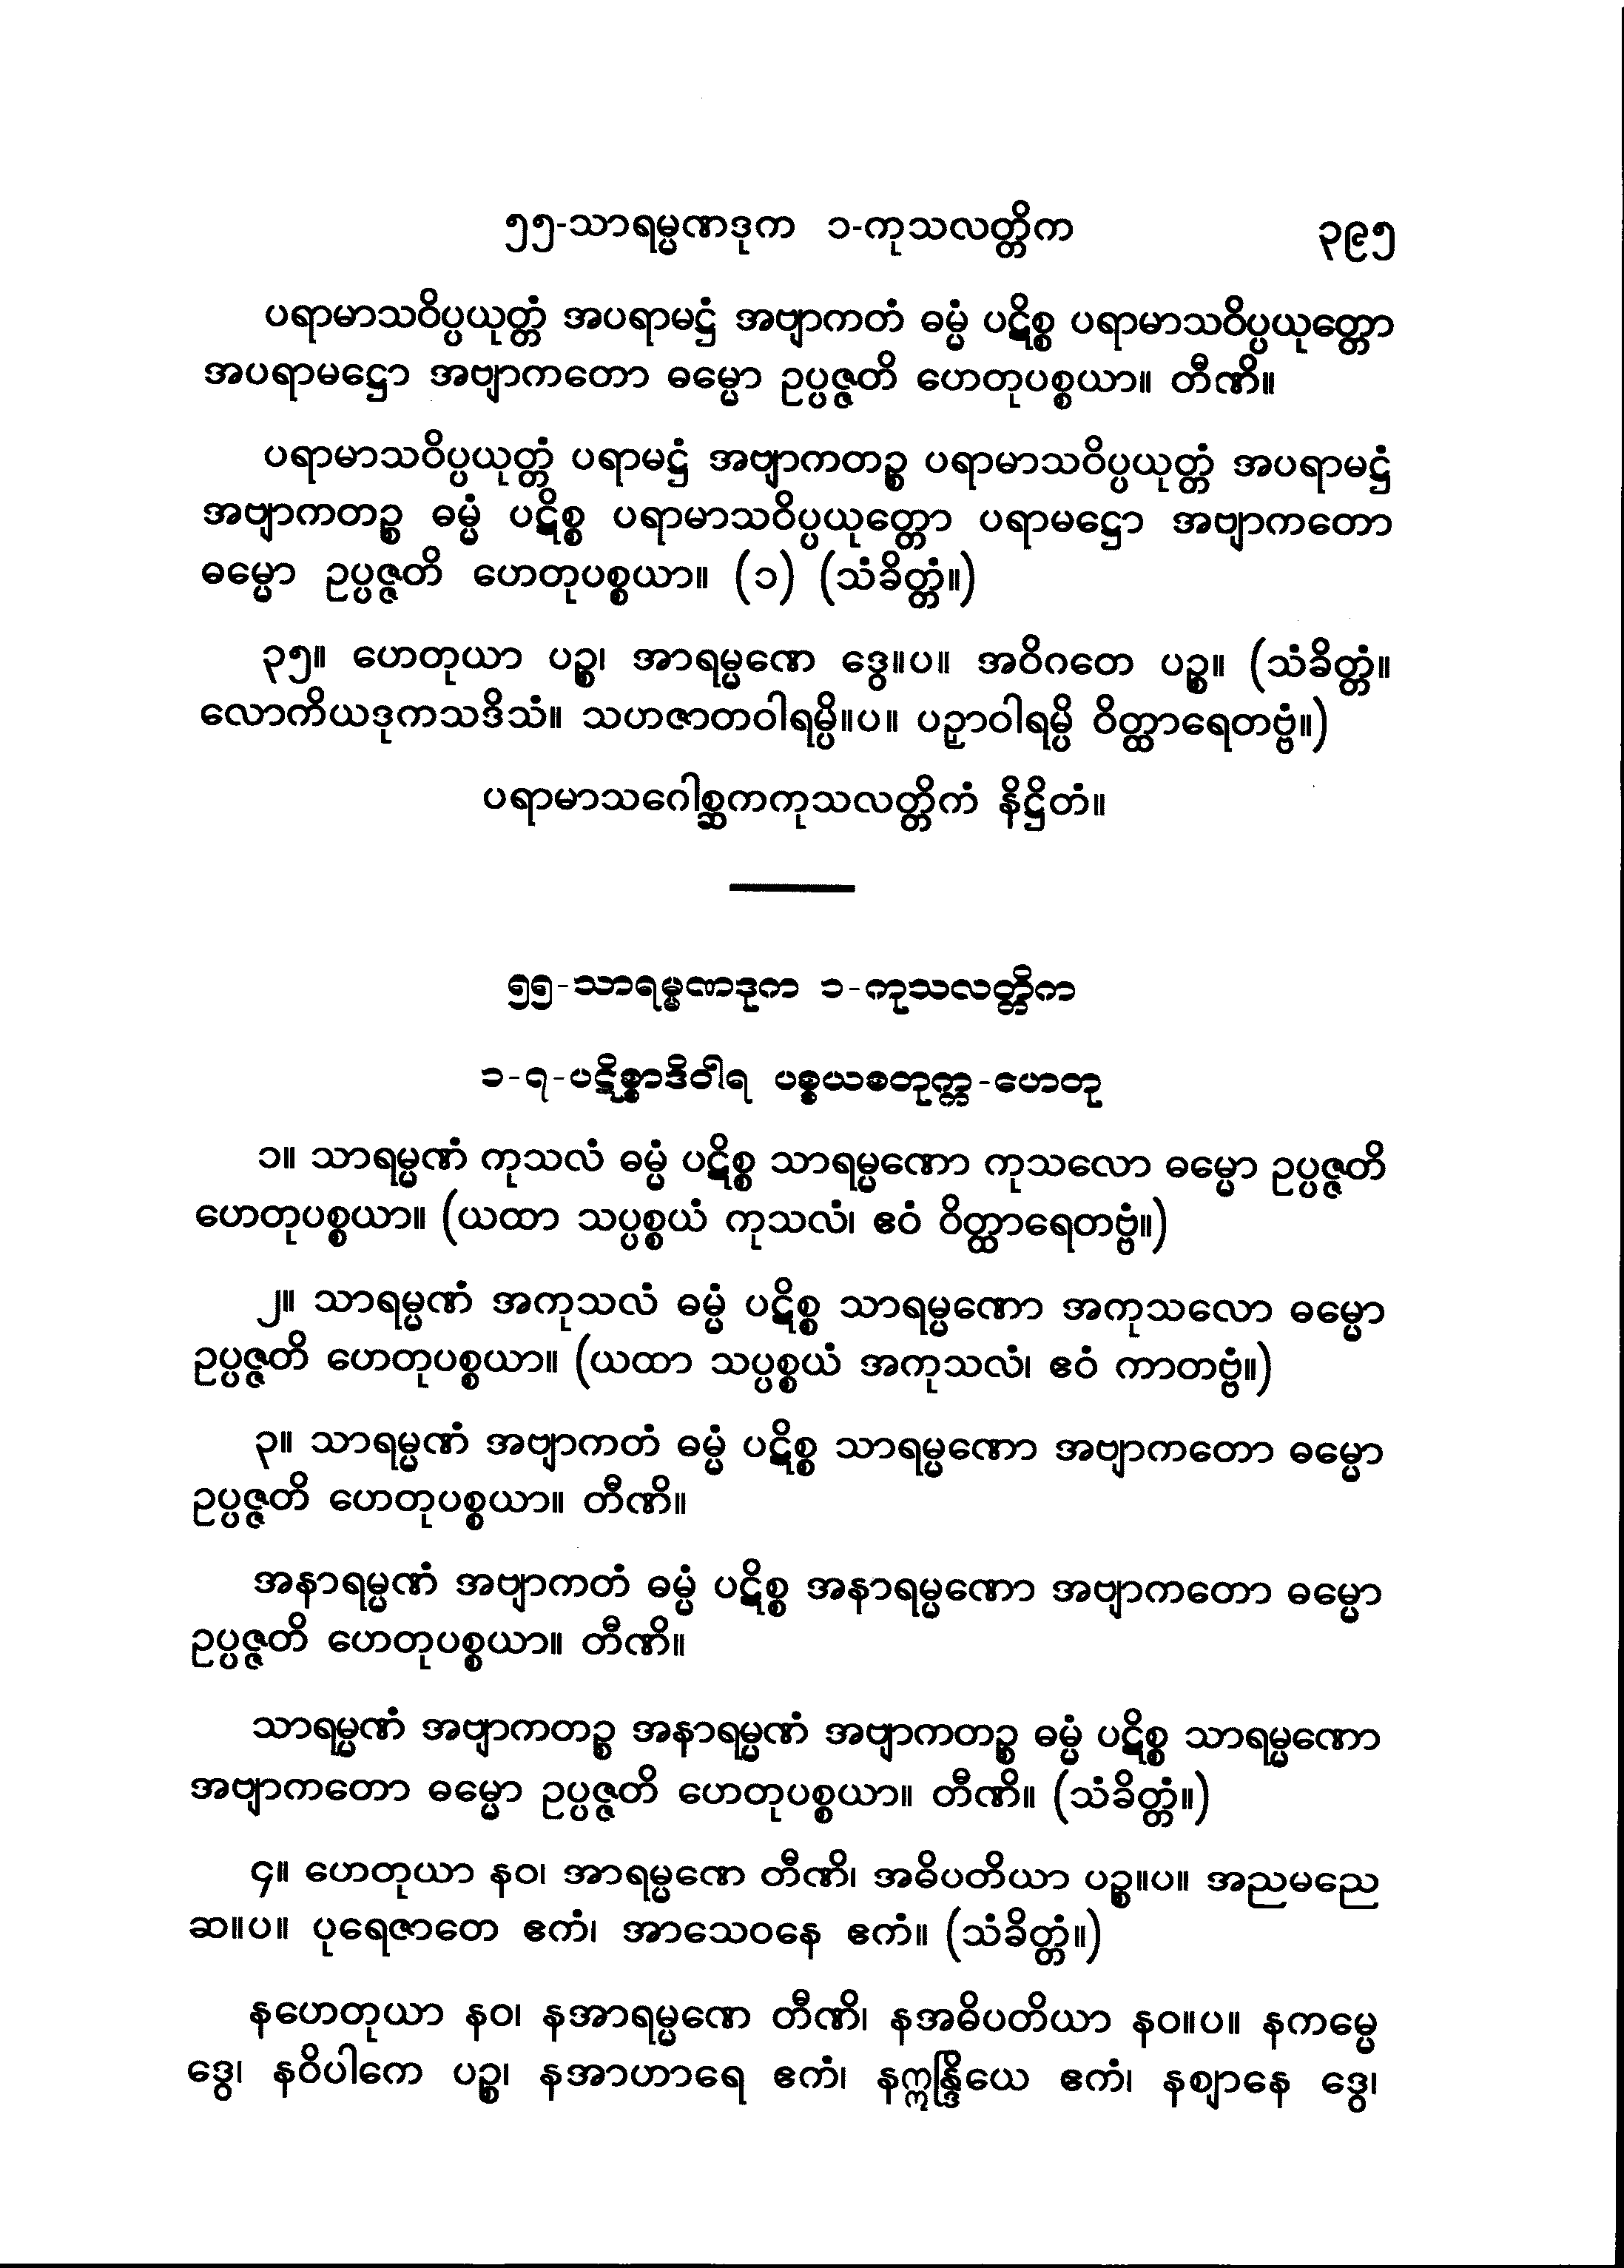 ၅၅-သာရမ္မဏဒုက ၁-ကုသလတ္တိက ၃၉၅
ပရာမာသဝိပ္ပယုတ္တံ အပရာမဋ္ဌံ အဗျာကတံ ဓမ္မံ ပဋိစ္စ ပရာမာသဝိပ္ပယုတ္တော
အပရာမဋ္ဌော အဗျာကတော ဓမ္မော ဥပ္ပဇ္ဇတိ ဟေတုပစ္စယာ။ တီဏိ။
ပရာမာသဝိပ္ပယုတ္တံ ပရာမဋ္ဌံ အဗျာကတဉ္စ ပရာမာသဝိပ္ပယုတ္တံ အပရာမဋ္ဌံ
အဗျာကတဉ္စ ဓမ္မံ ပဋိစ္စ ပရာမာသဝိပ္ပယုတ္တော ပရာမဋ္ဌော အဗျာကတော
ဓမ္မော ဥပ္ပဇ္ဇတိ ဟေတုပစ္စယာ။ (၁) (သံခိတ္တံ။)
၃၅။ ဟေတုယာ ပဉ္စ၊ အာရမ္မဏေ ဒွေ။ပ။ အဝိဂတေ ပဉ္စ။ (သံခိတ္တံ။
လောကိယဒုကသဒိသံ။ သဟဇာတဝါရမ္ပိ။ပ။ ပဉှာဝါရမ္ပိ ဝိတ္ထာရေတဗ္ဗံ။)
ပရာမာသဂေါစ္ဆကကုသလတ္တိကံ နိဋ္ဌိတံ။
၅၅-သာရမ္မဏဒုက ၁-ကုသလတ္တိက
၁-၇-ပဋိစ္စာဒိဝါရ ပစ္စယစတုက္က-ဟေတု
၁။ သာရမ္မဏံ ကုသလံ ဓမ္မံ ပဋိစ္စ သာရမ္မဏော ကုသလော ဓမ္မော ဥပ္ပဇ္ဇတိ
ဟေတုပစ္စယာ။ (ယထာ သပ္ပစ္စယံ ကုသလံ၊ ဧဝံ ဝိတ္ထာရေတဗ္ဗံ။)
၂။ သာရမ္မဏံ အကုသလံ ဓမ္မံ ပဋိစ္စ သာရမ္မဏော အကုသလော ဓမ္မော
ဥပ္ပဇ္ဇတိ ဟေတုပစ္စယာ။ (ယထာ သပ္ပစ္စယံ အကုသလံ၊ ဧဝံ ကာတဗ္ဗံ။)
၃။ သာရမ္မဏံ အဗျာကတံ ဓမ္မံ ပဋိစ္စ သာရမ္မဏော အဗျာကတော ဓမ္မော
ဥပ္ပဇ္ဇတိ ဟေတုပစ္စယာ။ တီဏိ။
အနာရမ္မဏံ အဗျာကတံ ဓမ္မံ ပဋိစ္စ အနာရမ္မဏော အဗျာကတော ဓမ္မော
ဥပ္ပဇ္ဇတိ ဟေတုပစ္စယာ။ တီဏိ။
သာရမ္မဏံ အဗျာကတဉ္စ အနာရမ္မဏံ အဗျာကတဉ္စ ဓမ္မံ ပဋိစ္စ သာရမ္မဏော
အဗျာကတော ဓမ္မော ဥပ္ပဇ္ဇတိ ဟေတုပစ္စယာ။ တီဏိ။ (သံခိတ္တံ။)
၄။ ဟေတုယာ နဝ၊ အာရမ္မဏေ တီဏိ၊ အဓိပတိယာ ပဉ္စ။ပ။ အညမညေ
ဆ။ပ။ ပုရေဇာတေ ဧကံ၊ အာသေဝနေ ဧကံ။ (သံခိတ္တံ။)
နဟေတုယာ နဝ၊ နအာရမ္မဏေ တီဏိ၊ နအဓိပတိယာ နဝ။ပ။ နကမ္မေ
ဒွေ၊ နဝိပါကေ ပဉ္စ၊ နအာဟာရေ ဧကံ၊ နဣန္ဒြိယေ ဧကံ၊ နဈာနေ ဒွေ၊